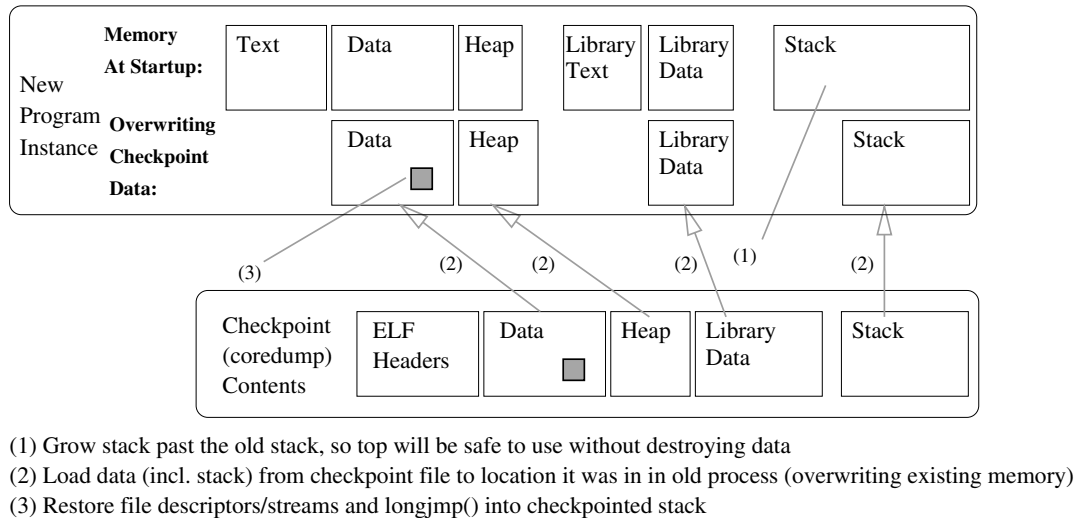 Memory
At Startup:
Text
Data
Heap
Library
Text
Library
Data
Stack
New
Program
Instance
Overwriting
Checkpoint
Data:
Data
Heap
Library
Data
Stack
(3)
(2)
(2)
(2)
(1)
(2)
Checkpoint
(coredump)
Contents
ELF
Headers
Data
Heap
Library
Data
Stack
(1) Grow stack past the old stack, so top will be safe to use without destroying data
(2) Load data (incl. stack) from checkpoint file to location it was in in old process (overwriting existing memory)
(3) Restore file descriptors/streams and longjmp() into checkpointed stack